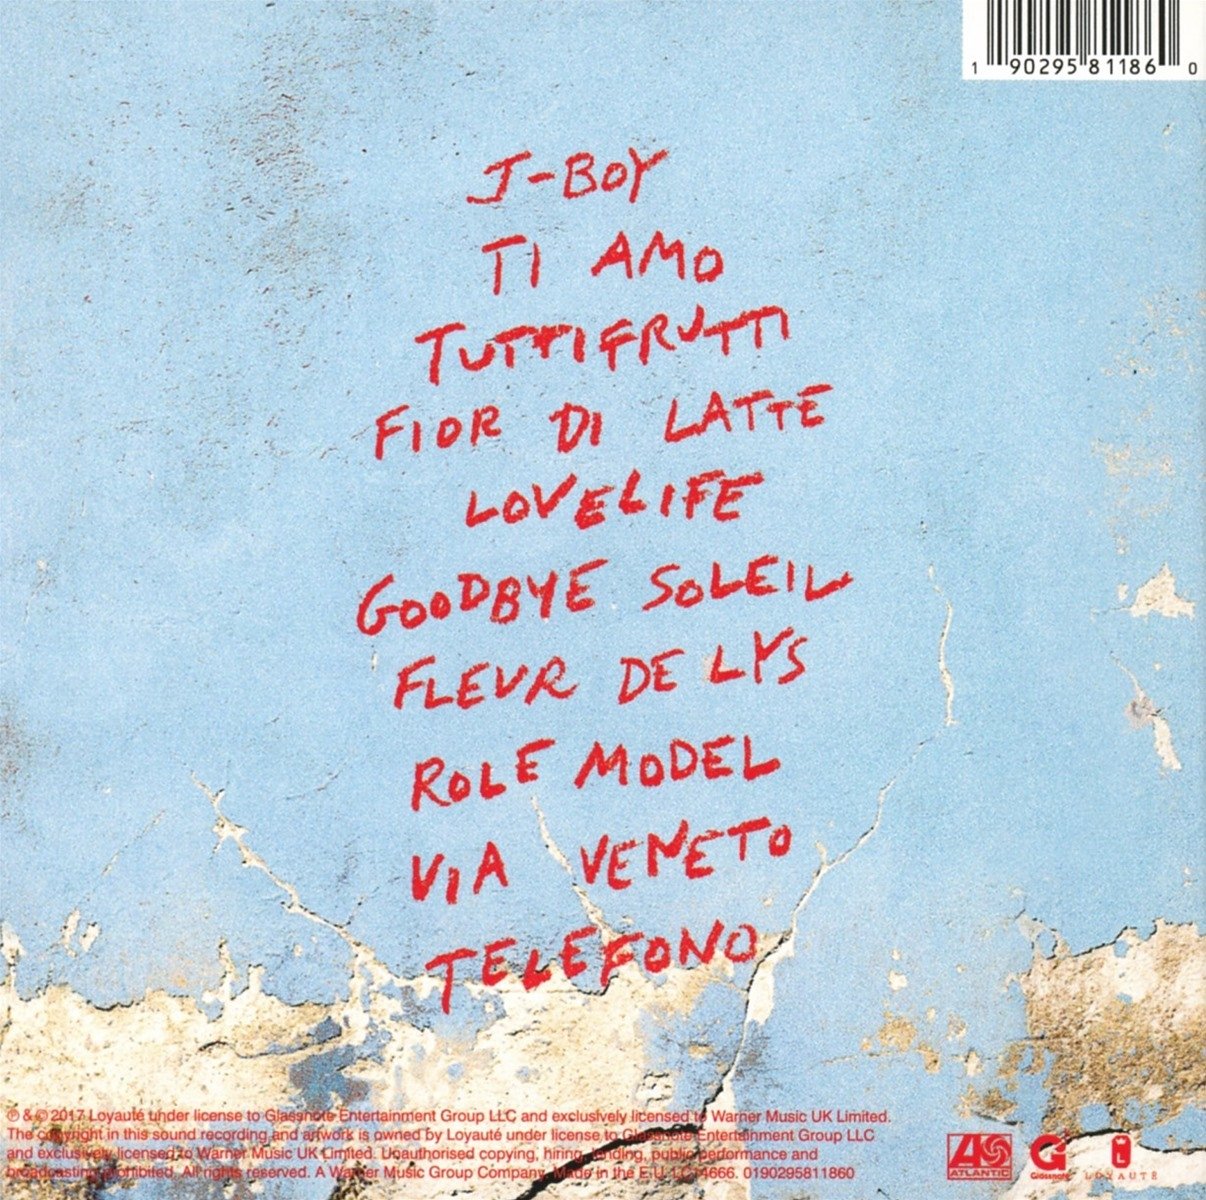 1 90295 81186 0
J-BOY
TI AMO
TUTTIFRUTTI
FIOR DI LATTE
LOVELIFE
GOODBYE SOLEIL
FLEUR DE LYS
ROLE MODEL
VIA VENETO
TELEFONO
℗ & © 2017 Loyauté under license to Glassnote Entertainment Group LLC and exclusively licensed to Warner Music UK Limited.
The copyright in this sound recording and artwork is owned by Loyauté under license to Glassnote Entertainment Group LLC
and exclusively licensed to Warner Music UK Limited. Unauthorised copying, hiring, lending, public performance and
broadcasting prohibited. All rights reserved. A Warner Music Group Company. Made in the E.U. LC 14666. 0190295811860
ATLANTIC
Glassnote
LOYAUTÉ